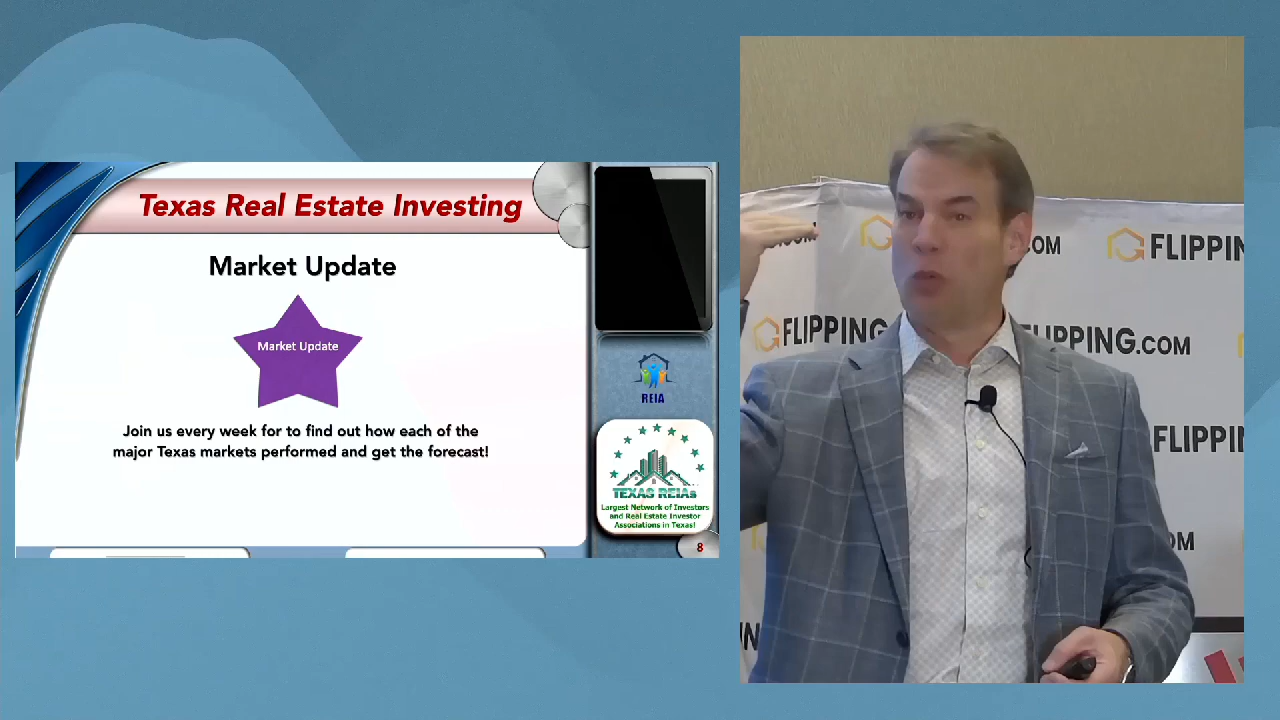 Texas Real Estate Investing
Market Update
Market Update
Join us every week for to find out how each of the
major Texas markets performed and get the forecast!
REIA
TEXAS REIAs
Largest Network of Investors
and Real Estate Investor
Associations in Texas!
8
.COM
FLIPPIN
FLIPPING
FLIPPING.COM
FLIPPIN